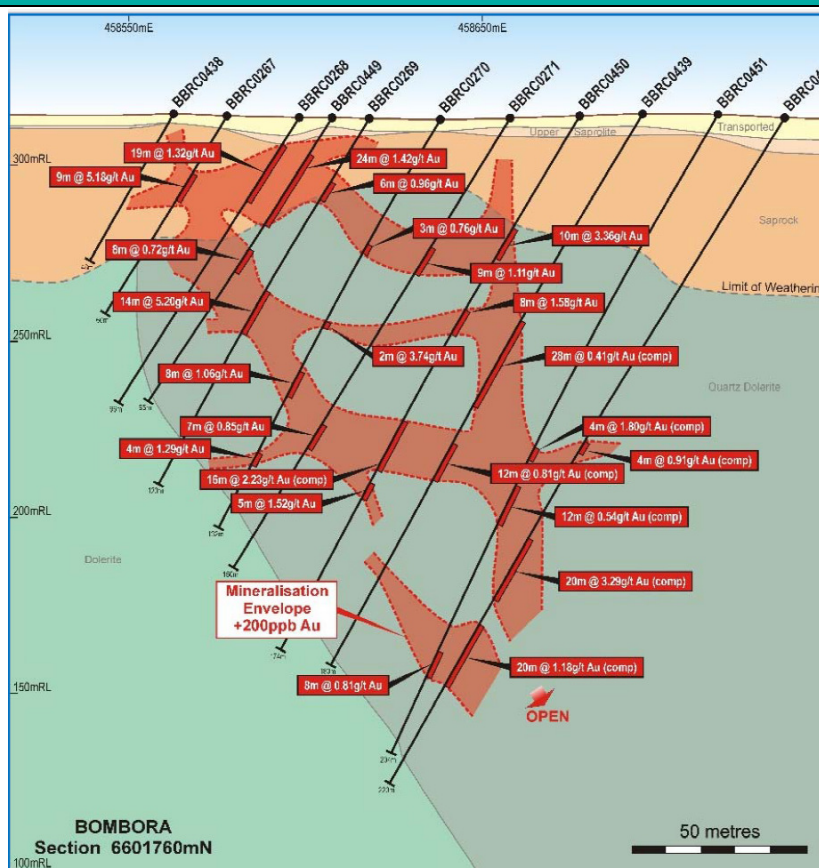 458550mE
458650mE
BBRC0438
BBRC0267
BBRC0268
BBRC0449
BBRC0269
BBRC0270
BBRC0271
BBRC0450
BBRC0439
BBRC0451
Transported
Upper Saprolite
300mRL
19m @ 1.32g/t Au
24m @ 1.42g/t Au
9m @ 5.18g/t Au
6m @ 0.96g/t Au
Saprock
3m @ 0.76g/t Au
10m @ 3.36g/t Au
8m @ 0.72g/t Au
9m @ 1.11g/t Au
Limit of Weatherin
14m @ 5.20g/t Au
8m @ 1.58g/t Au
250mRL
2m @ 3.74g/t Au
28m @ 0.41g/t Au (comp)
8m @ 1.06g/t Au
Quartz Dolerite
7m @ 0.85g/t Au
4m @ 1.80g/t Au (comp)
4m @ 1.29g/t Au
4m @ 0.91g/t Au (comp)
12m @ 0.81g/t Au (comp)
5m @ 1.52g/t Au
200mRL
12m @ 0.54g/t Au (comp)
Dolerite
20m @ 3.29g/t Au (comp)
160m
174m
Mineralisation
Envelope
+200ppb Au
20m @ 1.18g/t Au (comp)
8m @ 0.81g/t Au
150mRL
OPEN
204m
BOMBORA
Section 6601760mN
50 metres
100mRL